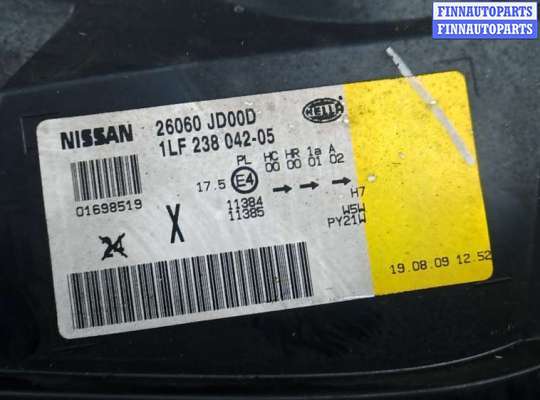 FINNAUTOPARTS
FINNAUTOPARTS
NISSAN
26060 JD00D
1LF 238 042-05
HELLA
01698519
PL HC HR 1a A
00 00 01 02
17.5 E4
11384
11385
H7
W5W
PY21W
24 X
19.08.09 12.52